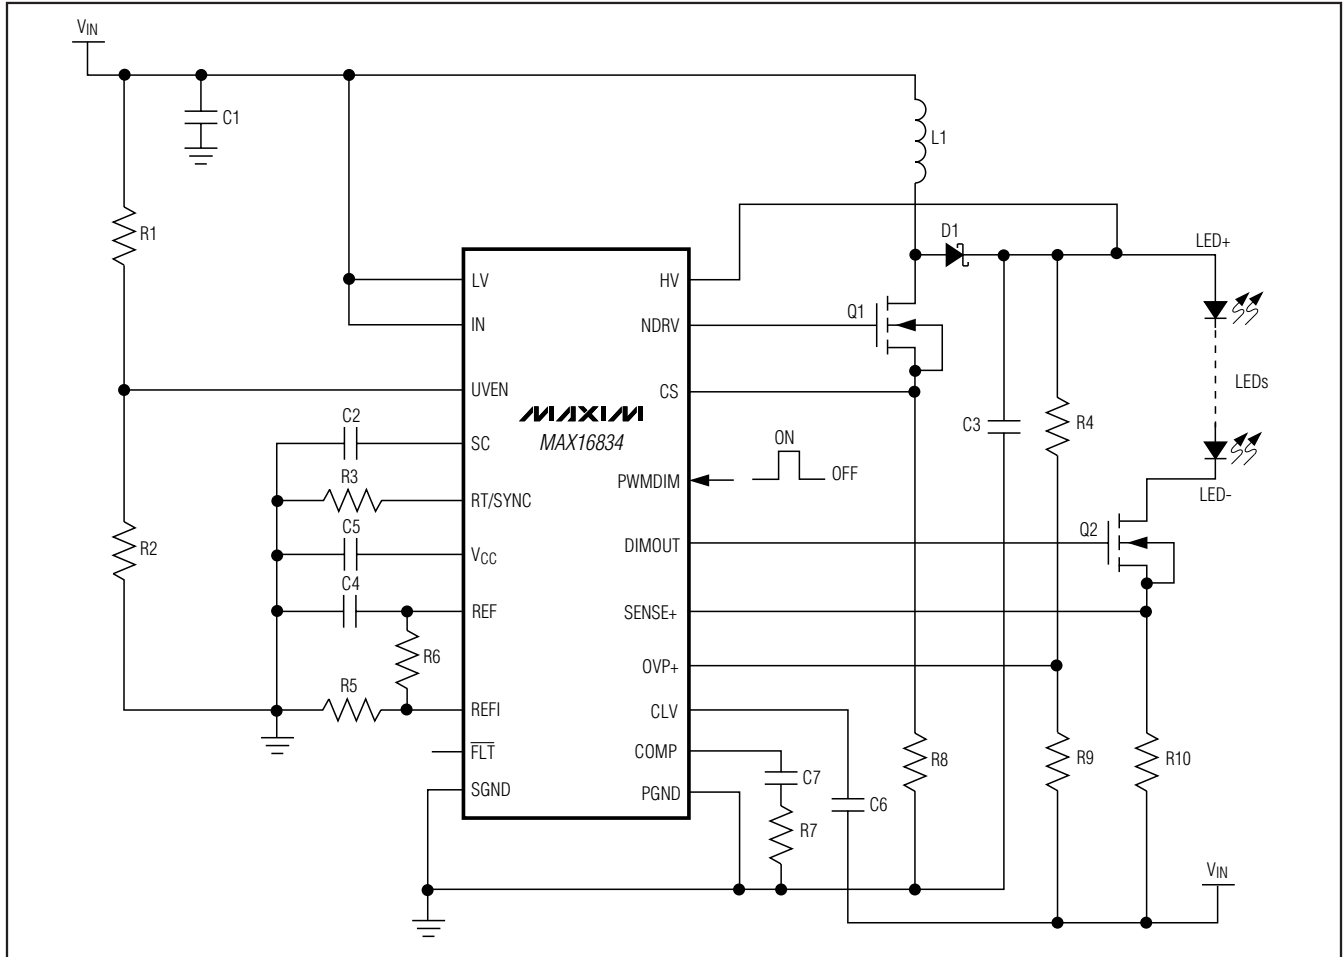 VIN
C1
L1
R1
D1
LED+
LV
HV
Q1
IN
NDRV
UVEN
CS
LEDs
C2
MAXIM
MAX16834
SC
C3
R4
ON
R3
PWMDIM
OFF
RT/SYNC
LED-
C5
Q2
R2
VCC
DIMOUT
C4
REF
SENSE+
R6
OVP+
R5
REFI
CLV
FLT
COMP
R8
R9
R10
C7
SGND
PGND
C6
R7
VIN